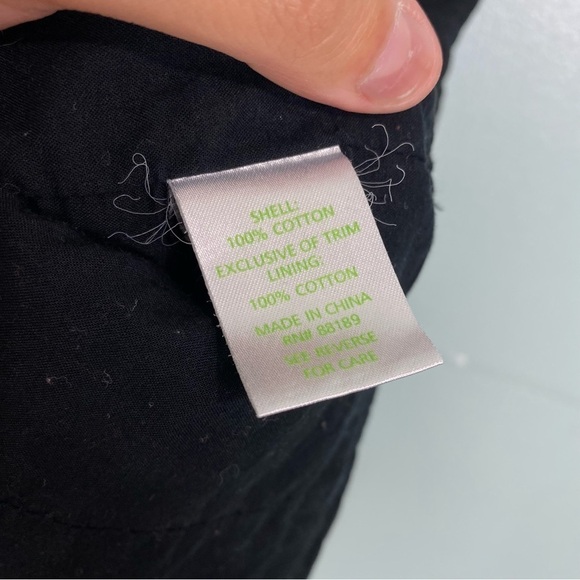 SHELL:
100% COTTON
EXCLUSIVE OF TRIM
LINING:
100% COTTON
MADE IN CHINA
RN# 88189
SEE REVERSE
FOR CARE